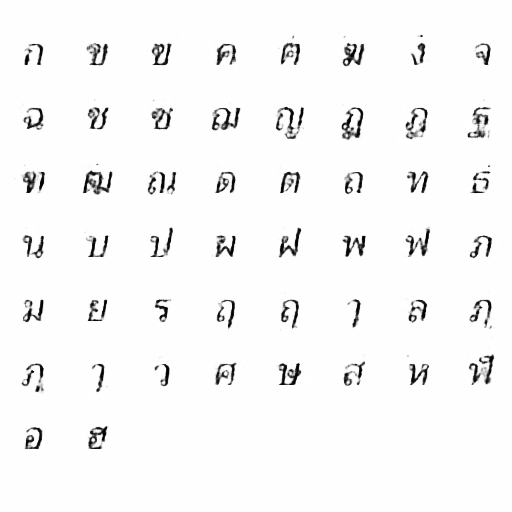 ก ข ฃ ค ฅ ฆ ง จ
ฉ ช ซ ฌ ญ ฎ ฏ ฐ
ฑ ฒ ณ ด ต ถ ท ธ
น บ ป ผ ฝ พ ฟ ภ
ม ย ร ฤ ฤ ๅ ล ฦ
ฦ ๅ ว ศ ษ ส ห ฬ
อ ฮ